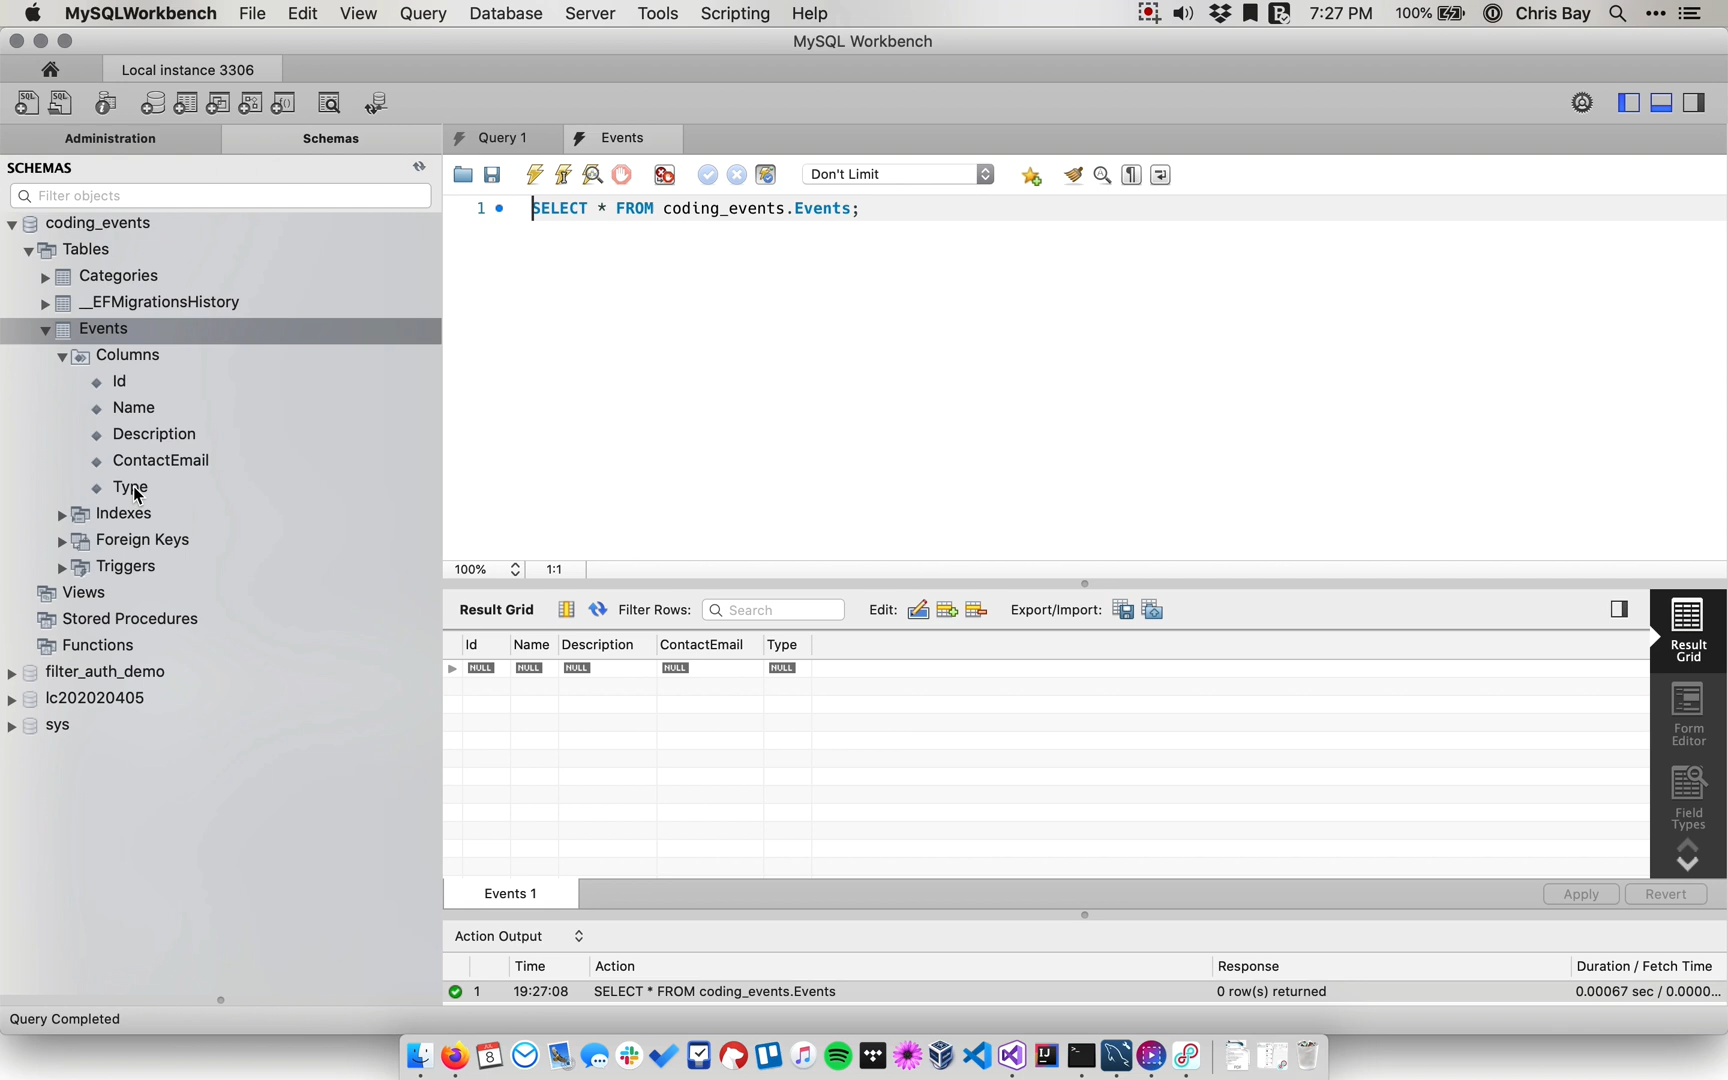 MySQLWorkbench File Edit View Query Database Server Tools Scripting Help 7:27 PM 100% Chris Bay
MySQL Workbench
Local instance 3306
SQL SQL
Administration Schemas Query 1 Events
SCHEMAS
Don't Limit
Filter objects
1 SELECT * FROM coding_events.Events;
coding_events
Tables
Categories
__EFMigrationsHistory
Events
Columns
Id
Name
Description
ContactEmail
Type
Indexes
Foreign Keys
Triggers
Views
Stored Procedures
Functions
filter_auth_demo
lc202020405
sys
100% 1:1
Result Grid Filter Rows: Search Edit: Export/Import:
Id Name Description ContactEmail Type
NULL NULL NULL NULL NULL
Result Grid
Form Editor
Field Types
Events 1 Apply Revert
Action Output
Time Action Response Duration / Fetch Time
1 19:27:08 SELECT * FROM coding_events.Events 0 row(s) returned 0.00067 sec / 0.0000...
Query Completed
8